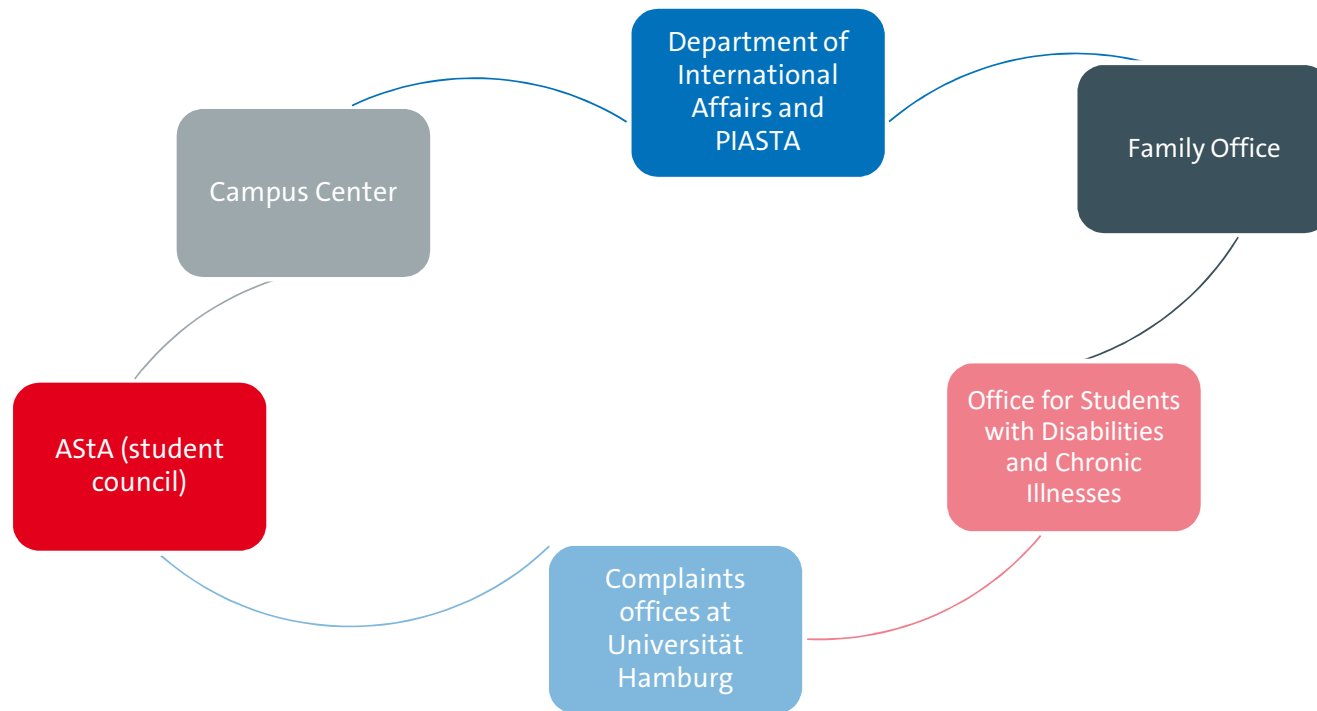 Department of
International
Affairs and
PIASTA
Family Office
Campus Center
Office for Students
with Disabilities
and Chronic
Illnesses
AStA (student
council)
Complaints
offices at
Universität
Hamburg